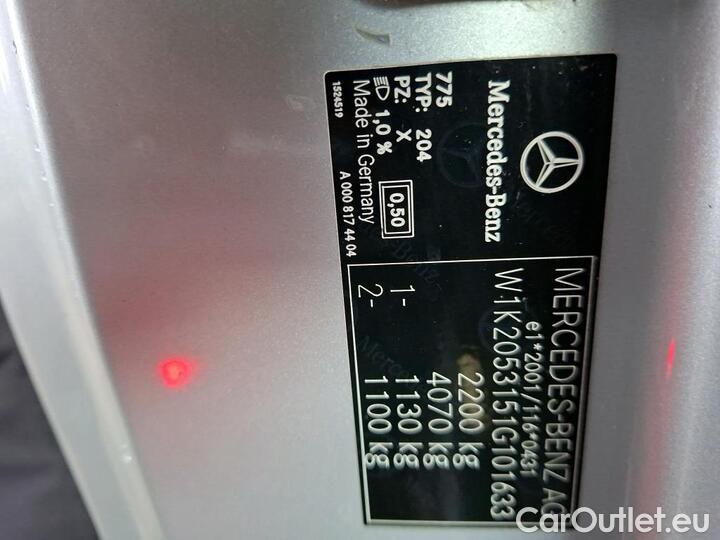 Mercedes-Benz
775
TYP: 204
PZ: X
1,0 %
Made in Germany
1524519
0,50
A 000 817 44 04
MERCEDES-BENZ AG
e1*2001/116*0431
W1K2053151G101633
2200 kg
4070 kg
1- 1130 kg
2- 1100 kg
CarOutlet.eu